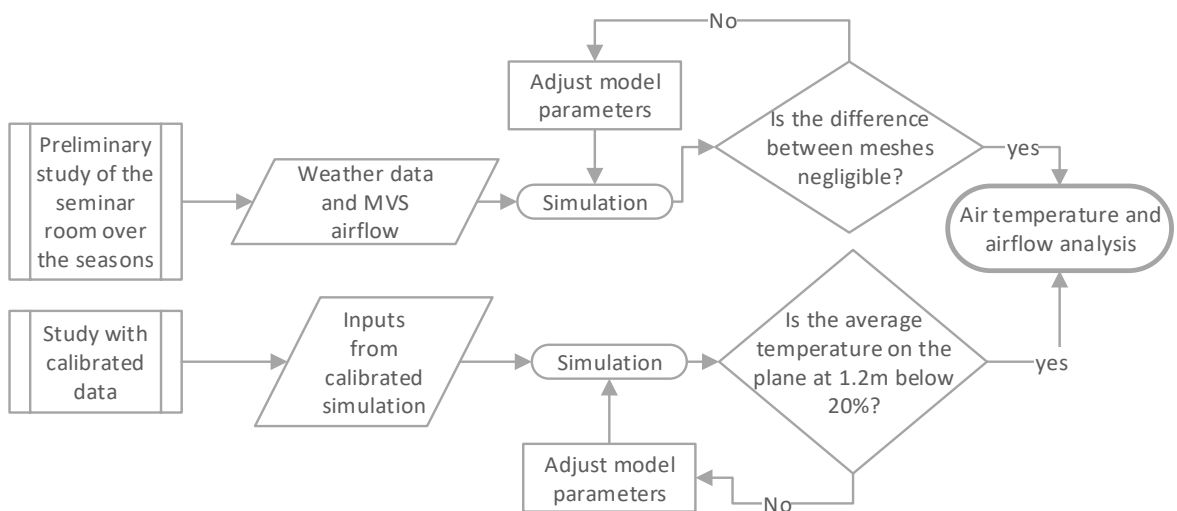 No
Adjust model
parameters
Preliminary
study of the
seminar
room over
the seasons
Weather data
and MVS
airflow
Simulation
Is the difference
between meshes
negligible?
yes
Air temperature and
airflow analysis
Study with
calibrated
data
Inputs
from
calibrated
simulation
Simulation
Is the average
temperature on the
plane at 1.2m below
20%?
yes
Adjust model
parameters
No